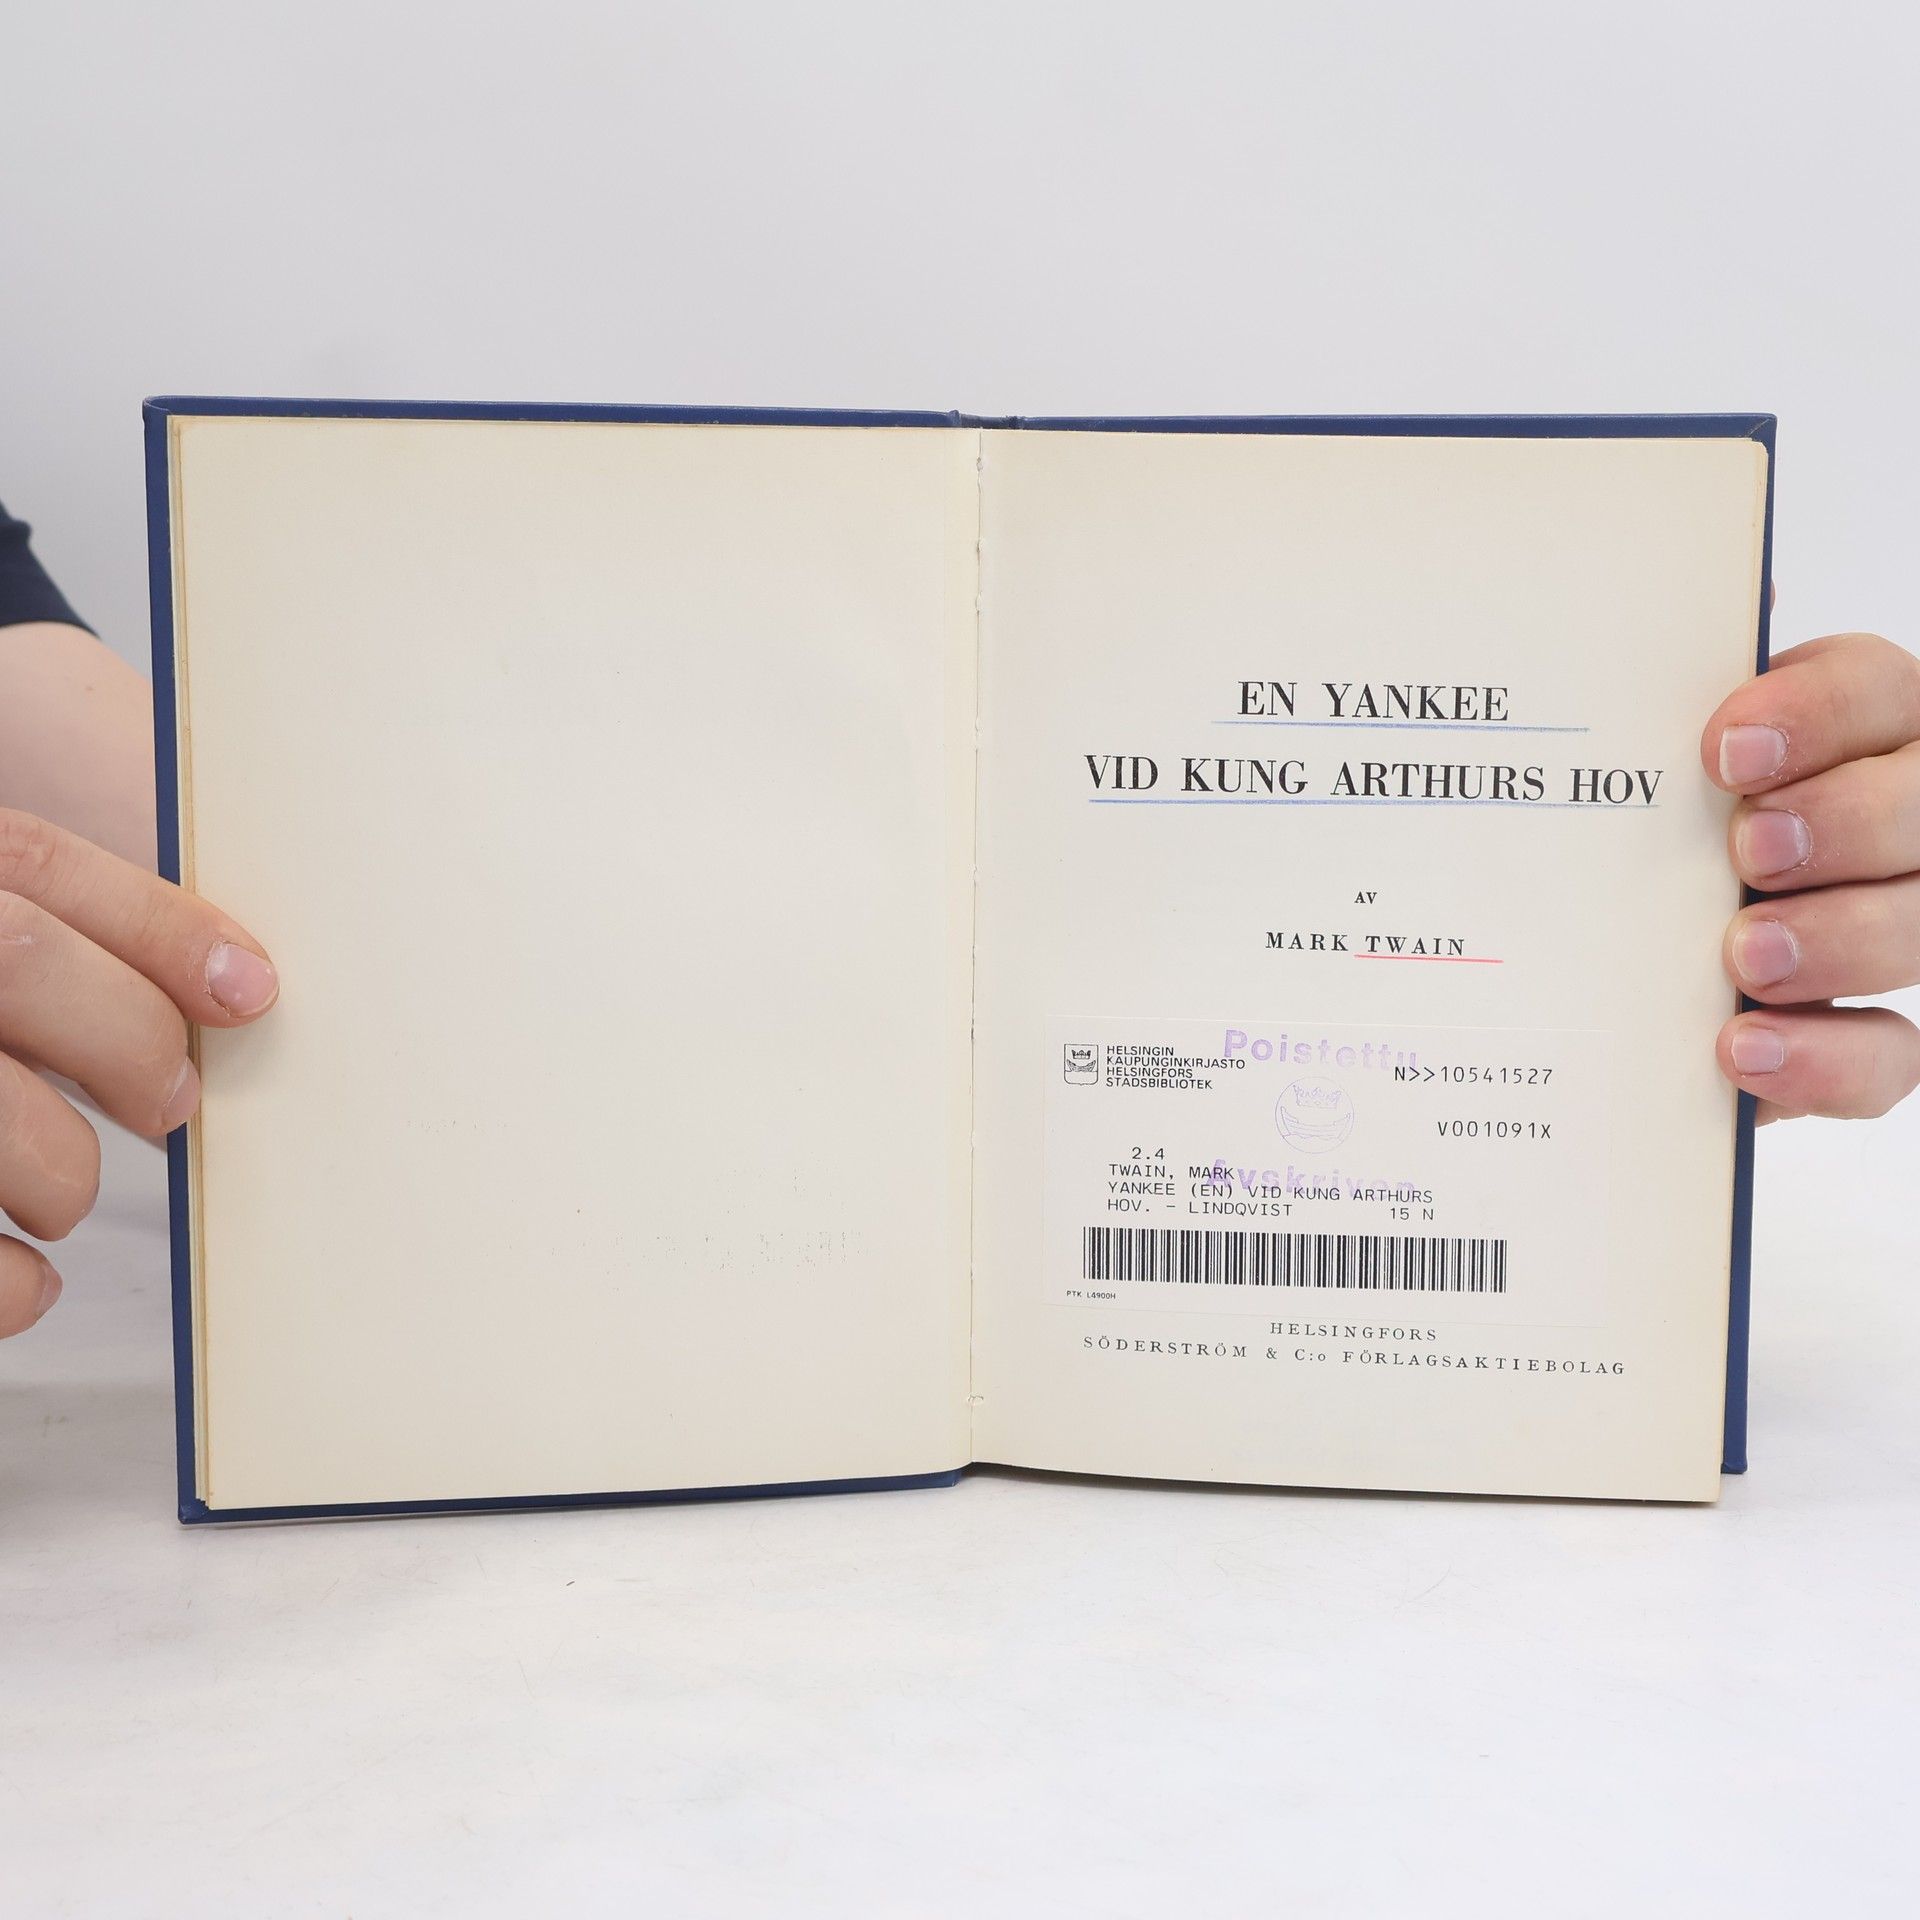 EN YANKEE
VID KUNG ARTHURS HOV
AV
MARK TWAIN
HELSINGIN
KAUPUNGINKIRJASTO
HELSINGFORS
STADSBIBLIOTEK
Poistettu
N>>10541527
V001091X
Avskriven
2.4
TWAIN, MARK
YANKEE (EN) VID KUNG ARTHURS
HOV. - LINDQVIST 15 N
PTK L4900H
HELSINGFORS
SÖDERSTRÖM & C:o FÖRLAGSAKTIEBOLAG